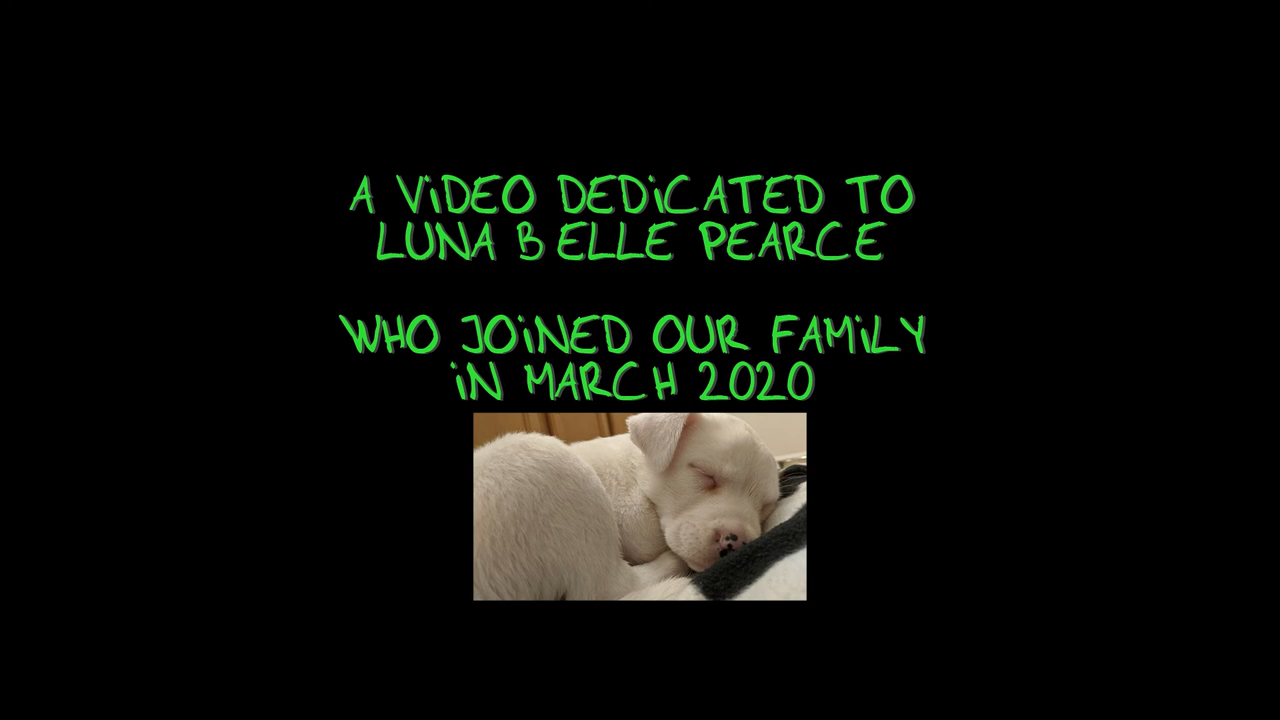 A ViDEO DEDiCATED TO
LUNA BELLE PEARCE
WHO JOiNED OUR FAMiLY
iN MARCH 2020